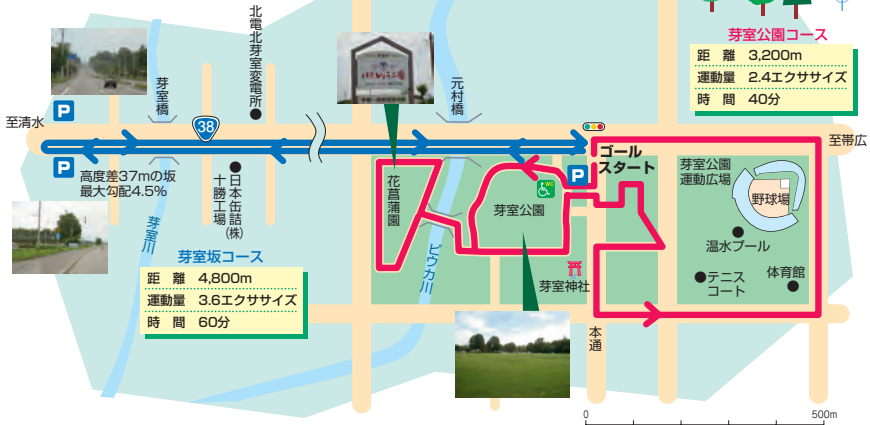 芽室公園コース
距　離　3,200m
運動量　2.4エクササイズ
時　間　40分
北電北芽室変電所
芽室橋
元村橋
至清水
P
38
至帯広
P
高度差37mの坂
最大勾配4.5%
日本缶詰(株)
十勝工場
芽室川
花菖蒲園
ゴール
スタート
P
WC
芽室公園
芽室公園
運動広場
野球場
温水プール
テニス
コート
体育館
ピウカ川
芽室神社
本通
芽室坂コース
距　離　4,800m
運動量　3.6エクササイズ
時　間　60分
0
500m